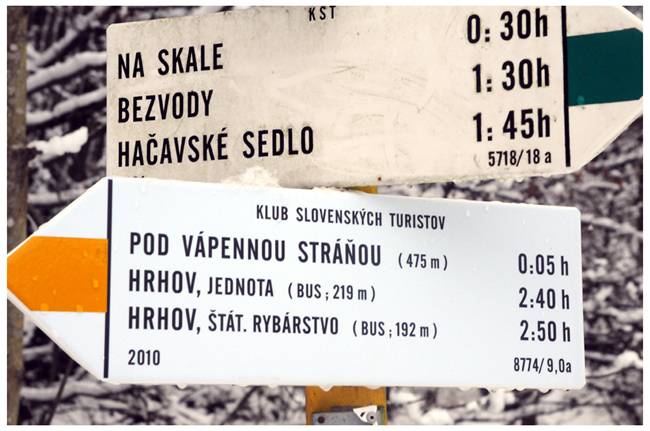 KST
NA SKALE 0:30h
BEZVODY 1:30h
HAČAVSKÉ SEDLO 1:45h
5718/18 a
KLUB SLOVENSKÝCH TURISTOV
POD VÁPENNOU STRÁŇOU (475 m) 0:05 h
HRHOV, JEDNOTA (BUS ; 219 m) 2:40 h
HRHOV, ŠTÁT. RYBÁRSTVO (BUS ; 192 m) 2:50 h
2010 8774/ 9,0a